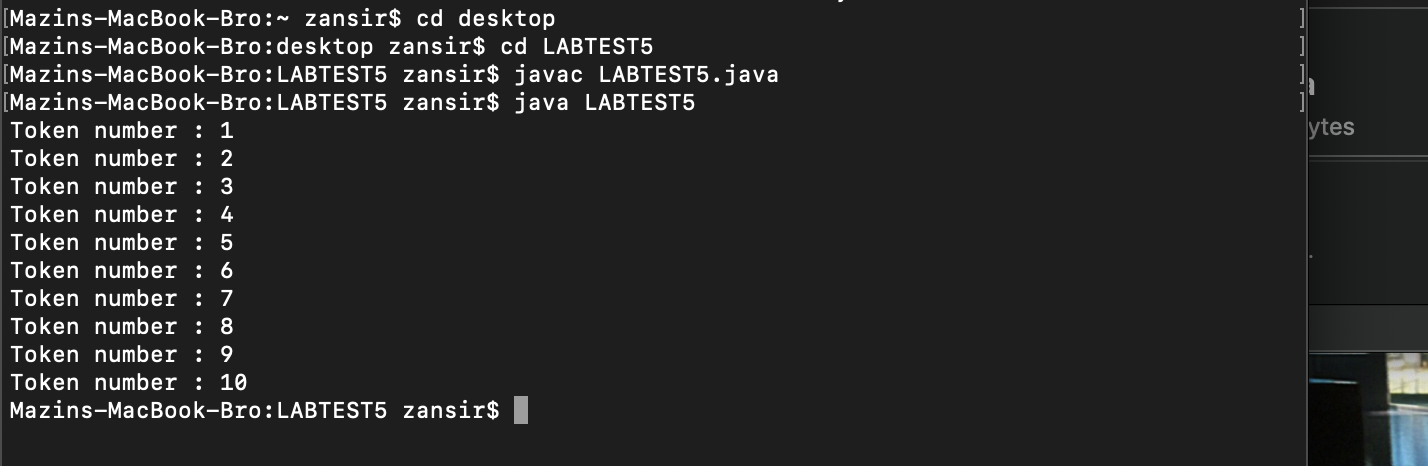 [Mazins-MacBook-Bro:~ zansir$ cd desktop ]
[Mazins-MacBook-Bro:desktop zansir$ cd LABTEST5 ]
[Mazins-MacBook-Bro:LABTEST5 zansir$ javac LABTEST5.java ]
[Mazins-MacBook-Bro:LABTEST5 zansir$ java LABTEST5 ]
Token number : 1
Token number : 2
Token number : 3
Token number : 4
Token number : 5
Token number : 6
Token number : 7
Token number : 8
Token number : 9
Token number : 10
Mazins-MacBook-Bro:LABTEST5 zansir$
a
ytes